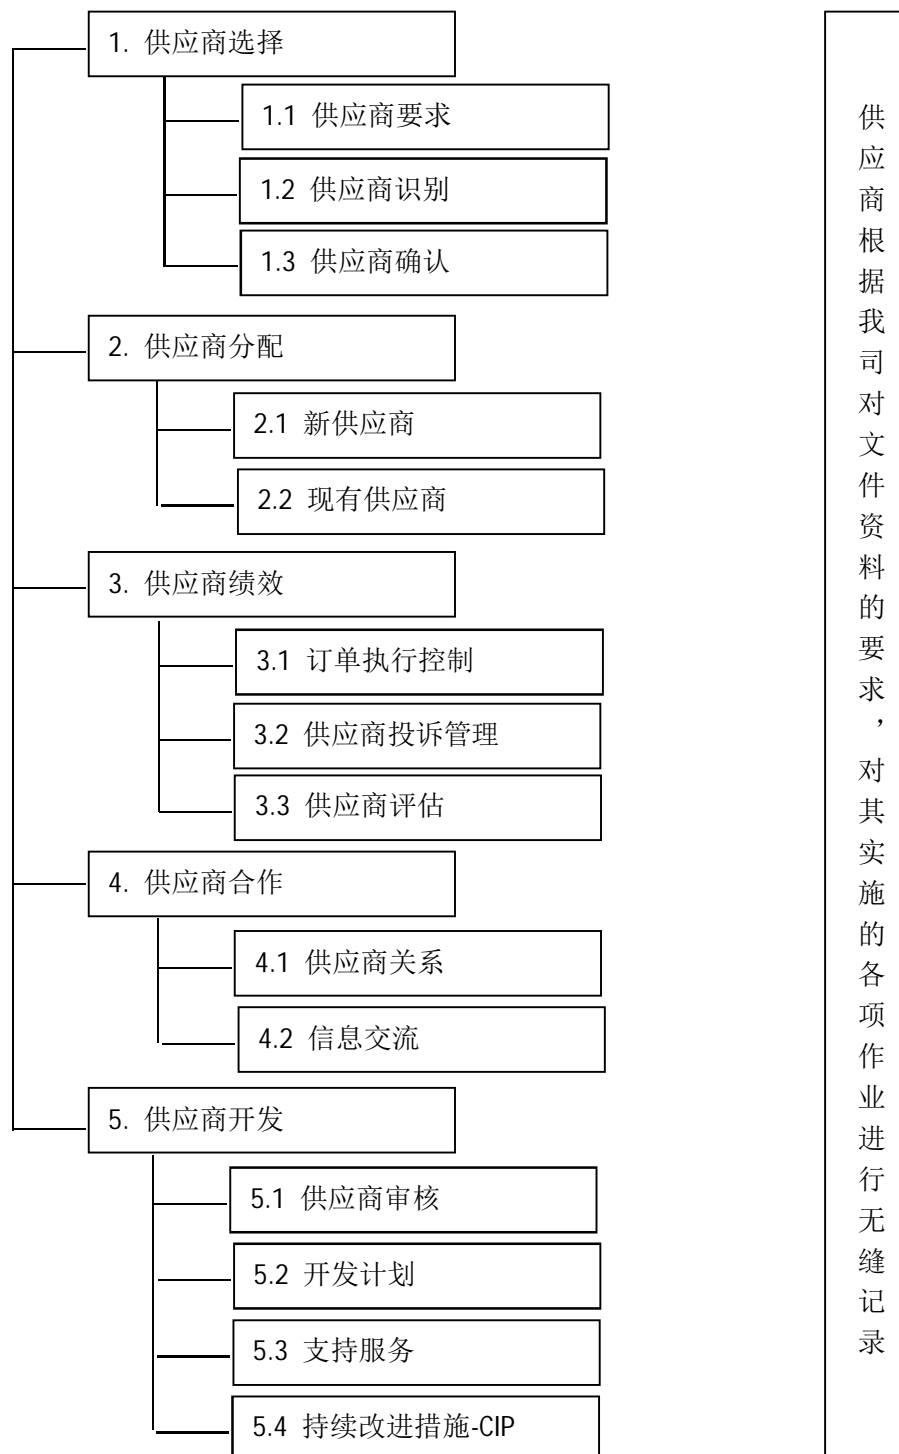 1. 供应商选择
1.1 供应商要求
1.2 供应商识别
1.3 供应商确认
2. 供应商分配
2.1 新供应商
2.2 现有供应商
3. 供应商绩效
3.1 订单执行控制
3.2 供应商投诉管理
3.3 供应商评估
4. 供应商合作
4.1 供应商关系
4.2 信息交流
5. 供应商开发
5.1 供应商审核
5.2 开发计划
5.3 支持服务
5.4 持续改进措施-CIP
供应商根据我司对文件资料的要求，对其实施的各项作业进行无缝记录